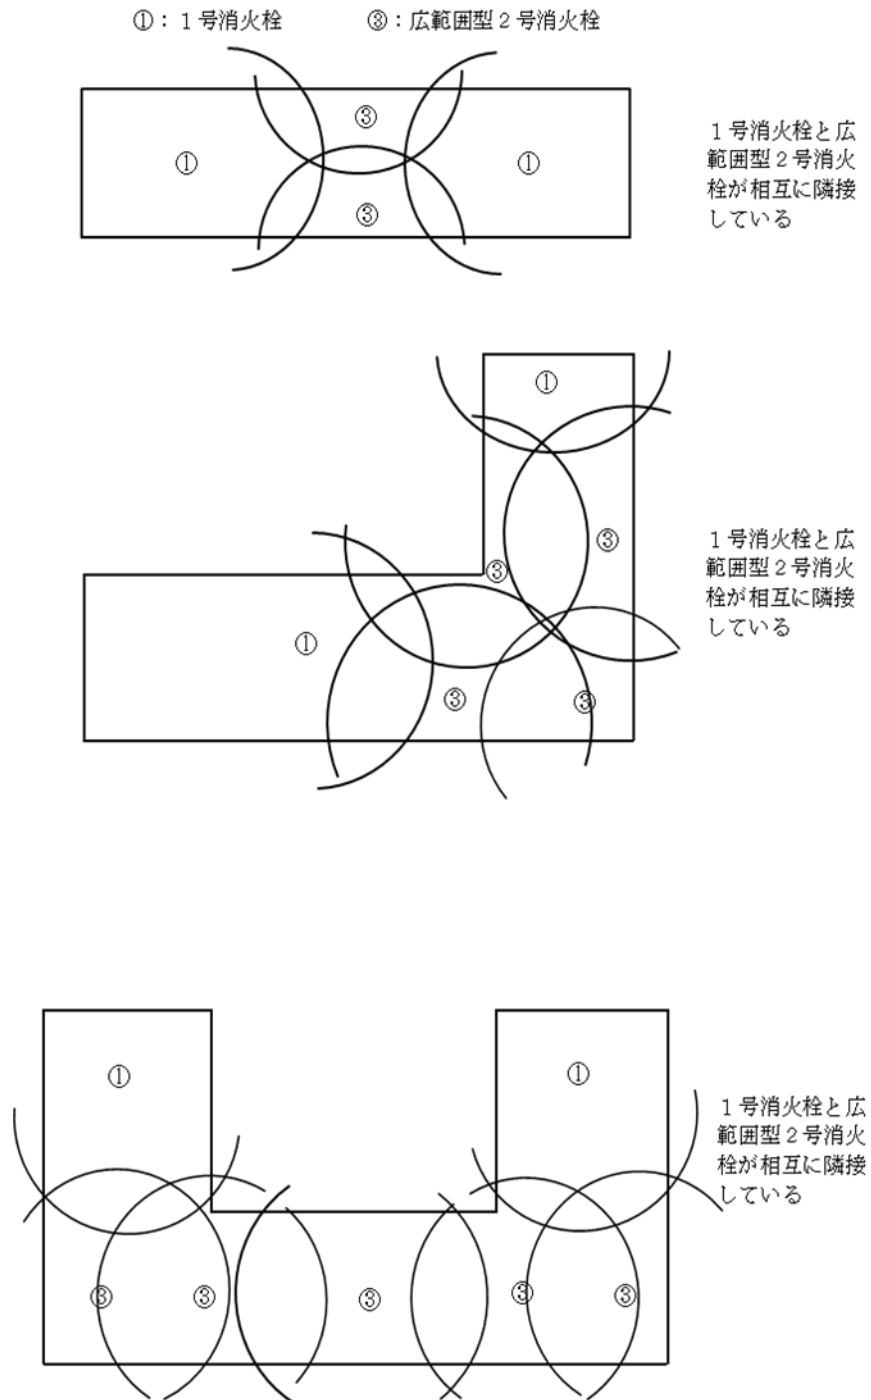 ①：１号消火栓　③：広範囲型２号消火栓
③
①
①
③
１号消火栓と広
範囲型２号消火
栓が相互に隣接
している
①
③
③
①
③
③
１号消火栓と広
範囲型２号消火
栓が相互に隣接
している
①
①
③
③
③
③
③
１号消火栓と広
範囲型２号消火
栓が相互に隣接
している